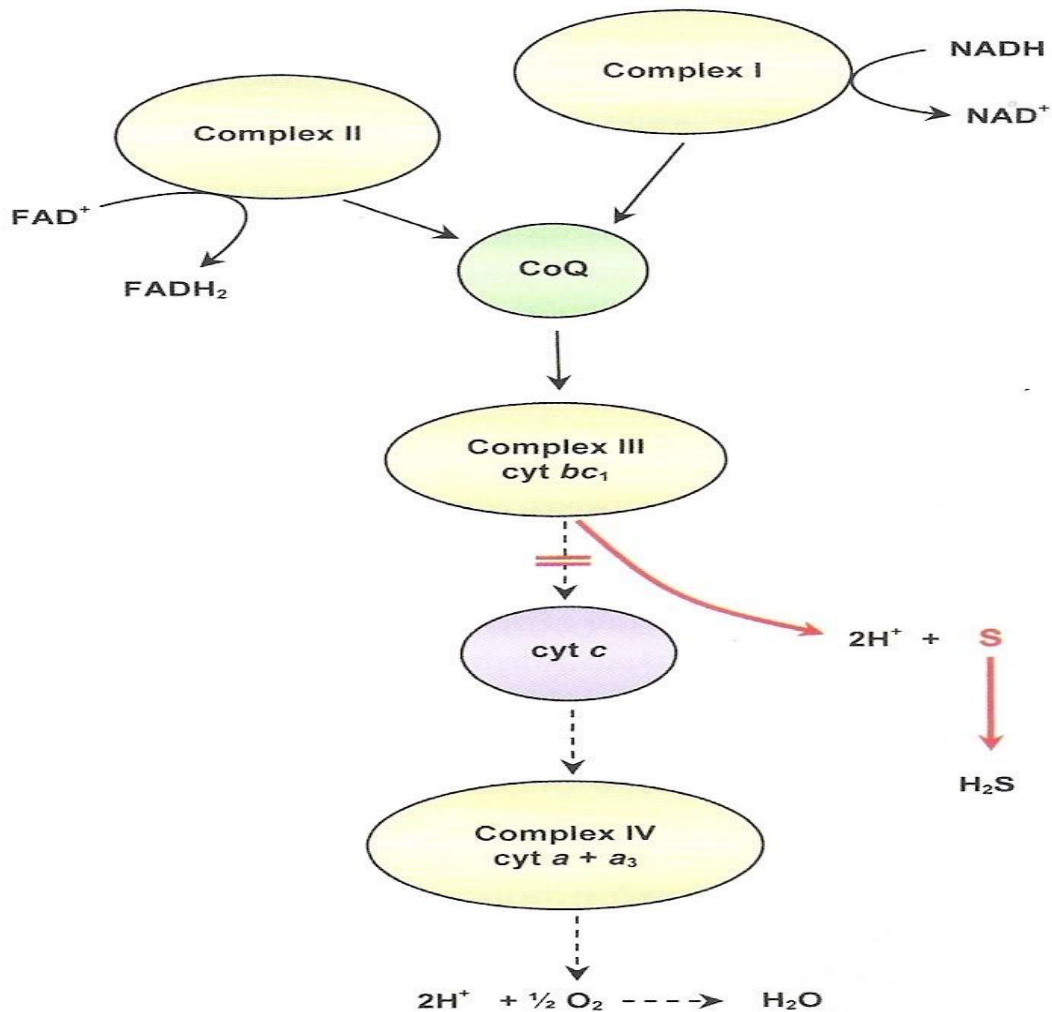 Complex I
NADH
NAD⁺
Complex II
FAD⁺
FADH₂
CoQ
Complex III
cyt bc₁
cyt c
2H⁺ + S
H₂S
Complex IV
cyt a + a₃
2H⁺ + ½ O₂ H₂O